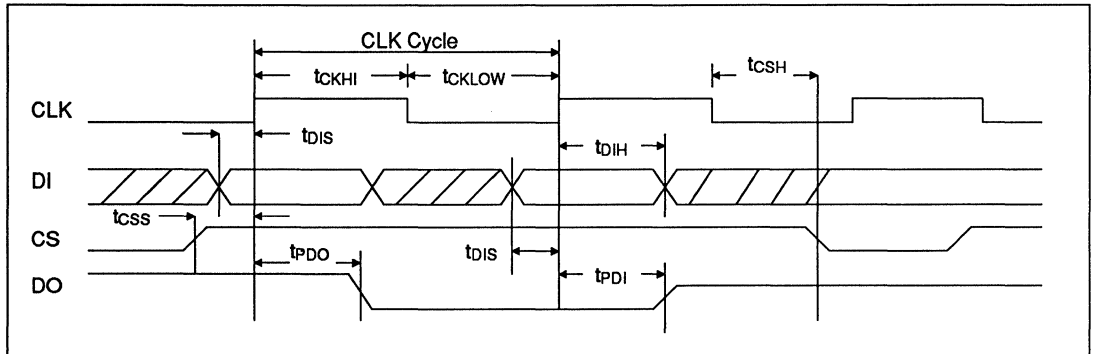 CLK Cycle
tCKHI
tCKLOW
tCSH
CLK
tDIS
tDIH
DI
tCSS
CS
tDIS
tPDO
tPDI
DO